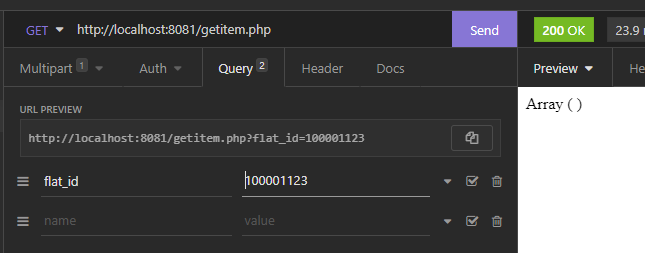 GET http://localhost:8081/getitem.php Send 200 OK 23.9
Multipart 1 Auth Query 2 Header Docs Preview
URL PREVIEW
Array ( )
http://localhost:8081/getitem.php?flat_id=100001123
flat_id 100001123
name value